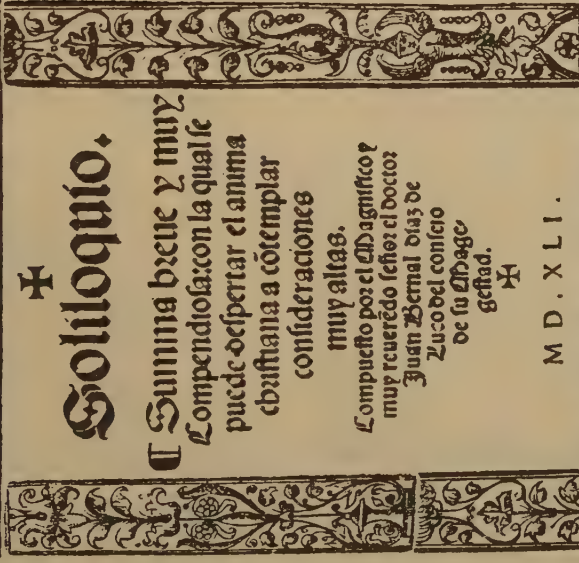 ✠
Soliloquio.
¶ Summa breue y muy
Compendiosa: con la qual se
puede despertar el anima
christiana a cõtemplar
consideraciones
muy altas.
Compuesto por el Magnifico y
muy reuerẽdo señor el doctor
Juan Bernal diaz de
Luco del consejo
de su Mage-
gestad.
✠
M D . X L I .